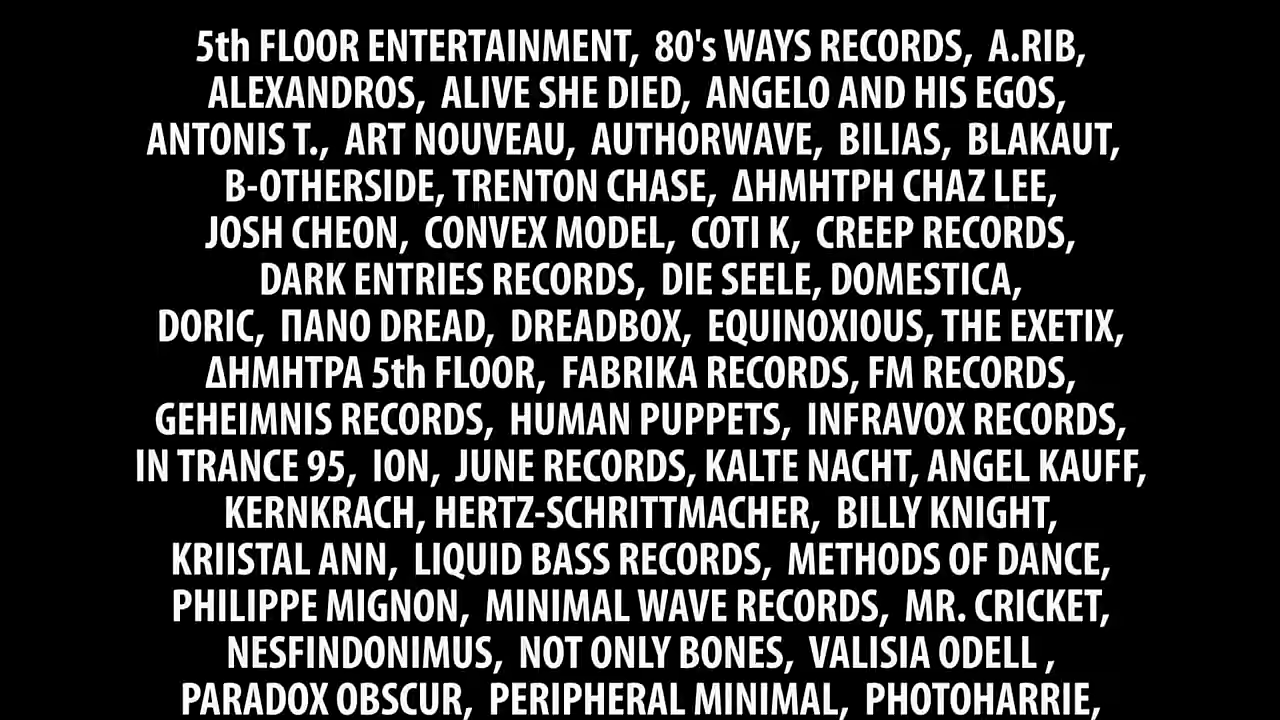 5th FLOOR ENTERTAINMENT, 80's WAYS RECORDS, A.RIB,
ALEXANDROS, ALIVE SHE DIED, ANGELO AND HIS EGOS,
ANTONIS T., ART NOUVEAU, AUTHORWAVE, BILIAS, BLAKAUT,
B-OTHERSIDE, TRENTON CHASE, ΔΗΜΗΤΡΗ CHAZ LEE,
JOSH CHEON, CONVEX MODEL, COTI K, CREEP RECORDS,
DARK ENTRIES RECORDS, DIE SEELE, DOMESTICA,
DORIC, ΠΑΝΟ DREAD, DREADBOX, EQUINOXIOUS, THE EXETIX,
ΔΗΜΗΤΡΑ 5th FLOOR, FABRIKA RECORDS, FM RECORDS,
GEHEIMNIS RECORDS, HUMAN PUPPETS, INFRAVOX RECORDS,
IN TRANCE 95, ION, JUNE RECORDS, KALTE NACHT, ANGEL KAUFF,
KERNKRACH, HERTZ-SCHRITTMACHER, BILLY KNIGHT,
KRIISTAL ANN, LIQUID BASS RECORDS, METHODS OF DANCE,
PHILIPPE MIGNON, MINIMAL WAVE RECORDS, MR. CRICKET,
NESFINDONIMUS, NOT ONLY BONES, VALISIA ODELL ,
PARADOX OBSCUR, PERIPHERAL MINIMAL, PHOTOHARRIE,